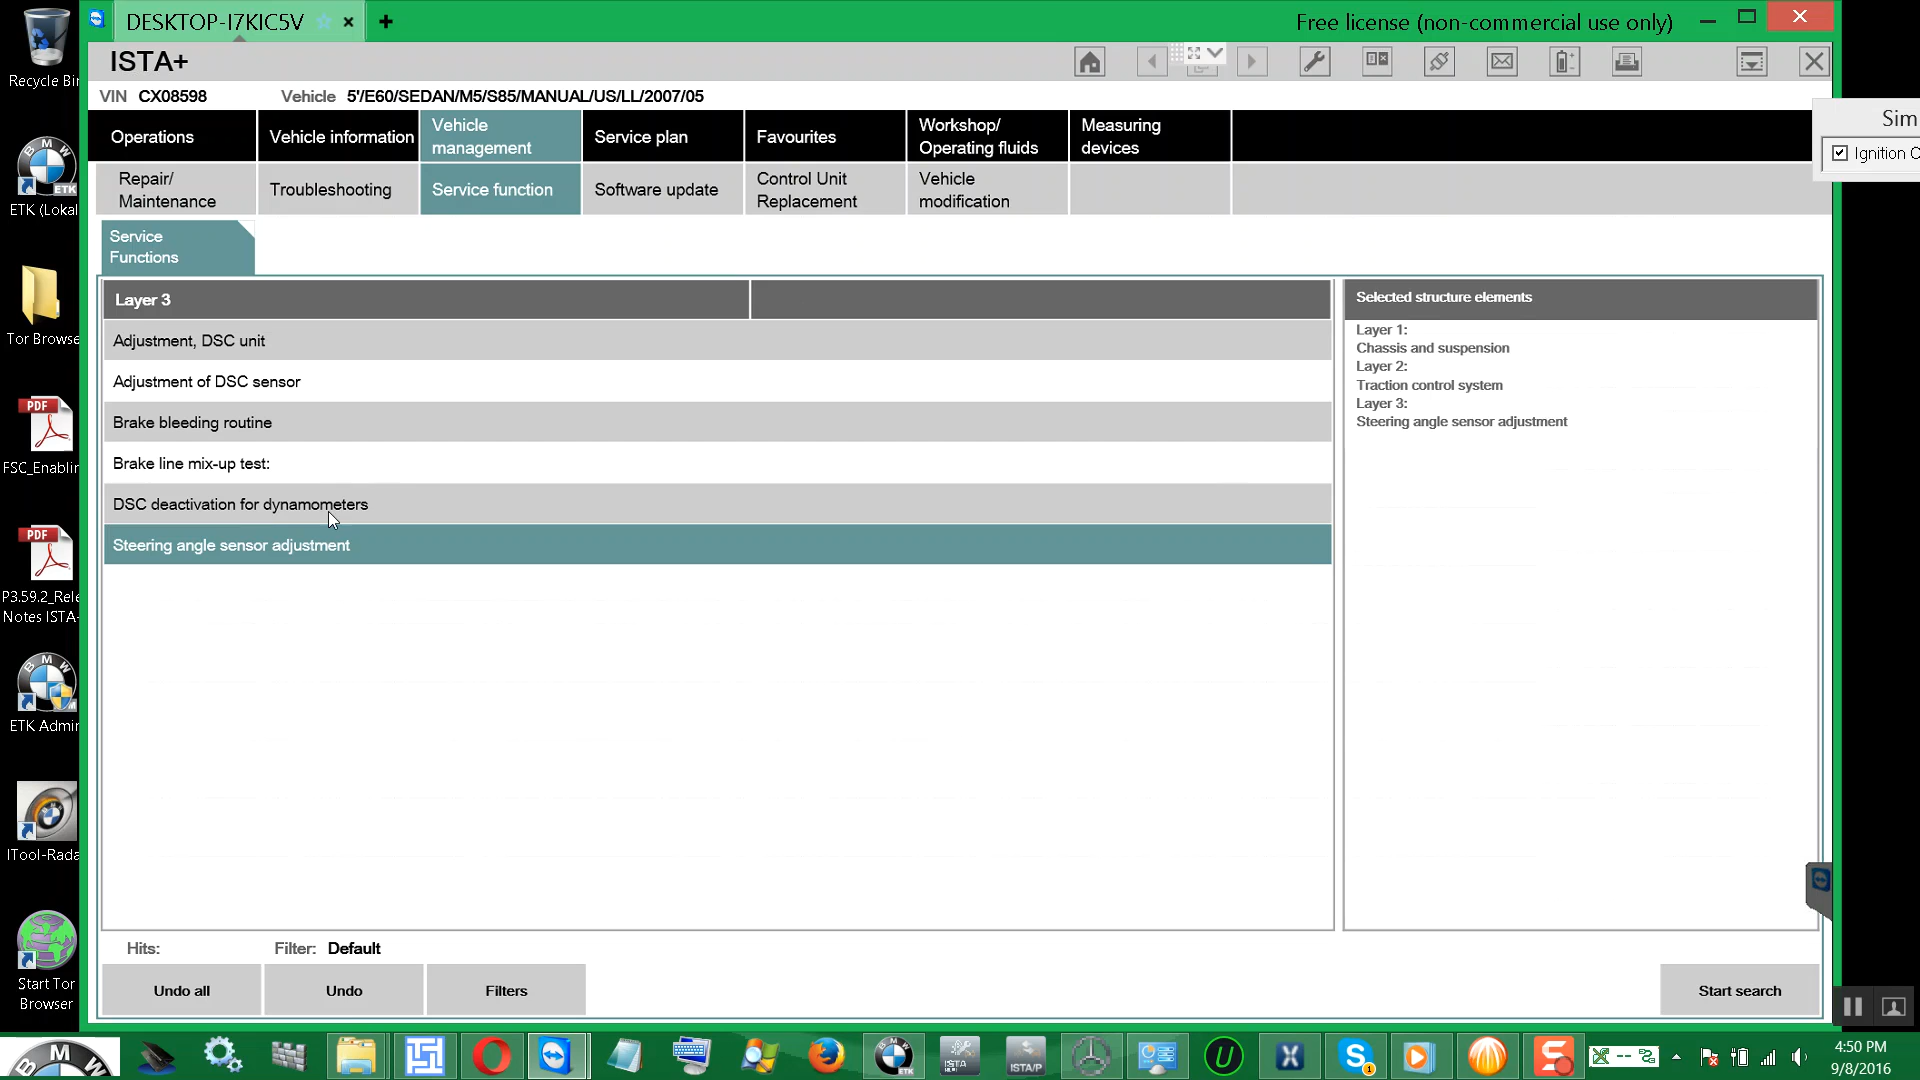 DESKTOP-I7KIC5V
Free license (non-commercial use only)
ISTA+
VIN CX08598 Vehicle 5'/E60/SEDAN/M5/S85/MANUAL/US/LL/2007/05
Operations
Vehicle information
Vehicle
management
Service plan
Favourites
Workshop/
Operating fluids
Measuring
devices
Repair/
Maintenance
Troubleshooting
Service function
Software update
Control Unit
Replacement
Vehicle
modification
Service
Functions
Layer 3
Adjustment, DSC unit
Adjustment of DSC sensor
Brake bleeding routine
Brake line mix-up test:
DSC deactivation for dynamometers
Steering angle sensor adjustment
Selected structure elements
Layer 1:
Chassis and suspension
Layer 2:
Traction control system
Layer 3:
Steering angle sensor adjustment
Hits: Filter: Default
Undo all
Undo
Filters
Start search
Sim
Ignition C
Recycle Bin
ETK (Lokal
Tor Browse
PDF
FSC_Enablin
PDF
P3.59.2_Rele
Notes ISTA-
ETK Admin
ITool-Rada
Start Tor
Browser
BMW
ETK
ISTA/P
4:50 PM
9/8/2016